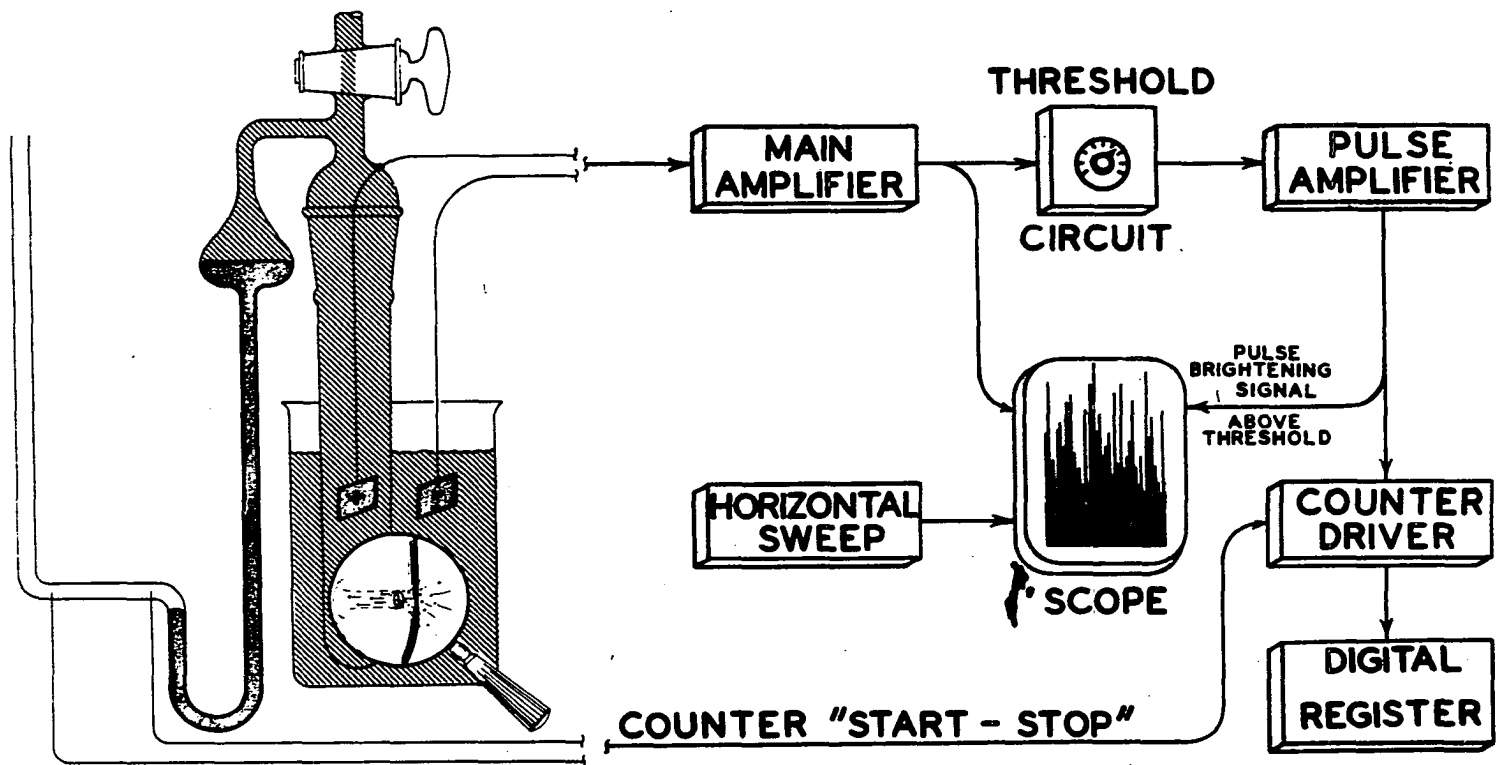 THRESHOLD
MAIN
AMPLIFIER
CIRCUIT
PULSE
AMPLIFIER
PULSE
BRIGHTENING
SIGNAL
ABOVE
THRESHOLD
HORIZONTAL
SWEEP
'SCOPE
COUNTER
DRIVER
DIGITAL
REGISTER
COUNTER "START - STOP"